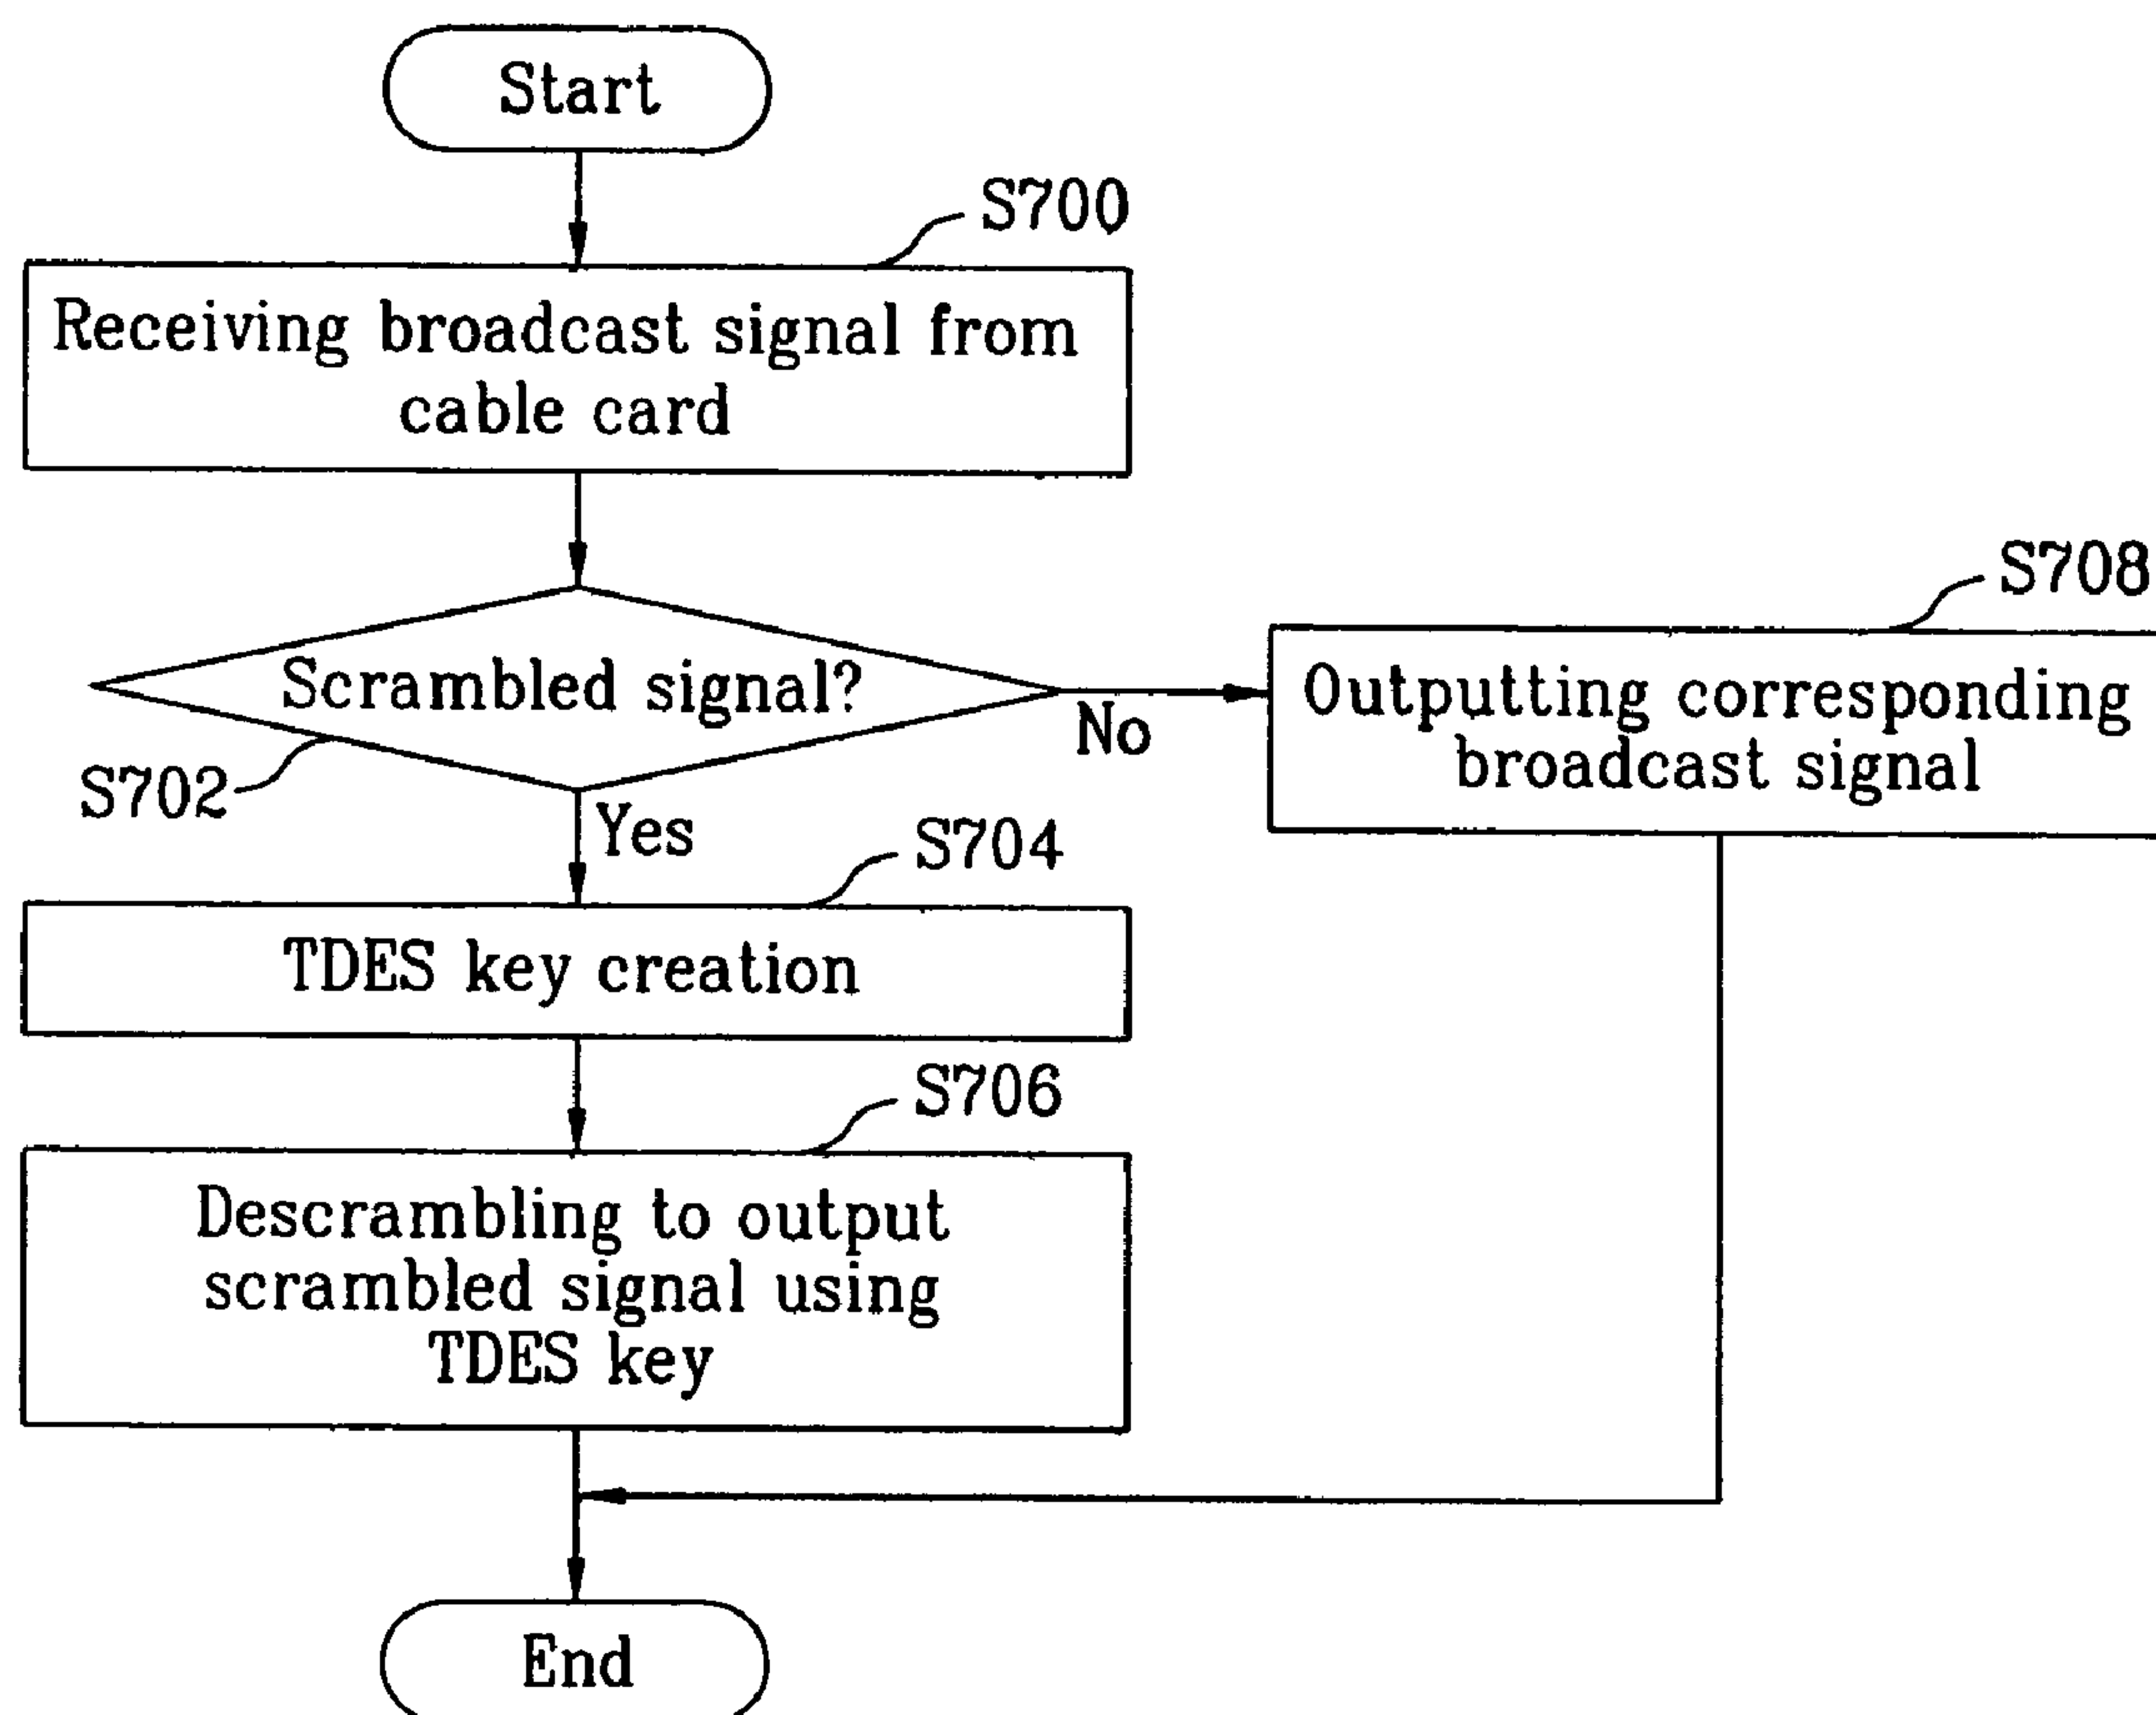 Start
S700
Receiving broadcast signal from
cable card
Scrambled signal?
No
S702
Yes
S708
Outputting corresponding
broadcast signal
S704
TDES key creation
S706
Descrambling to output
scrambled signal using
TDES key
End